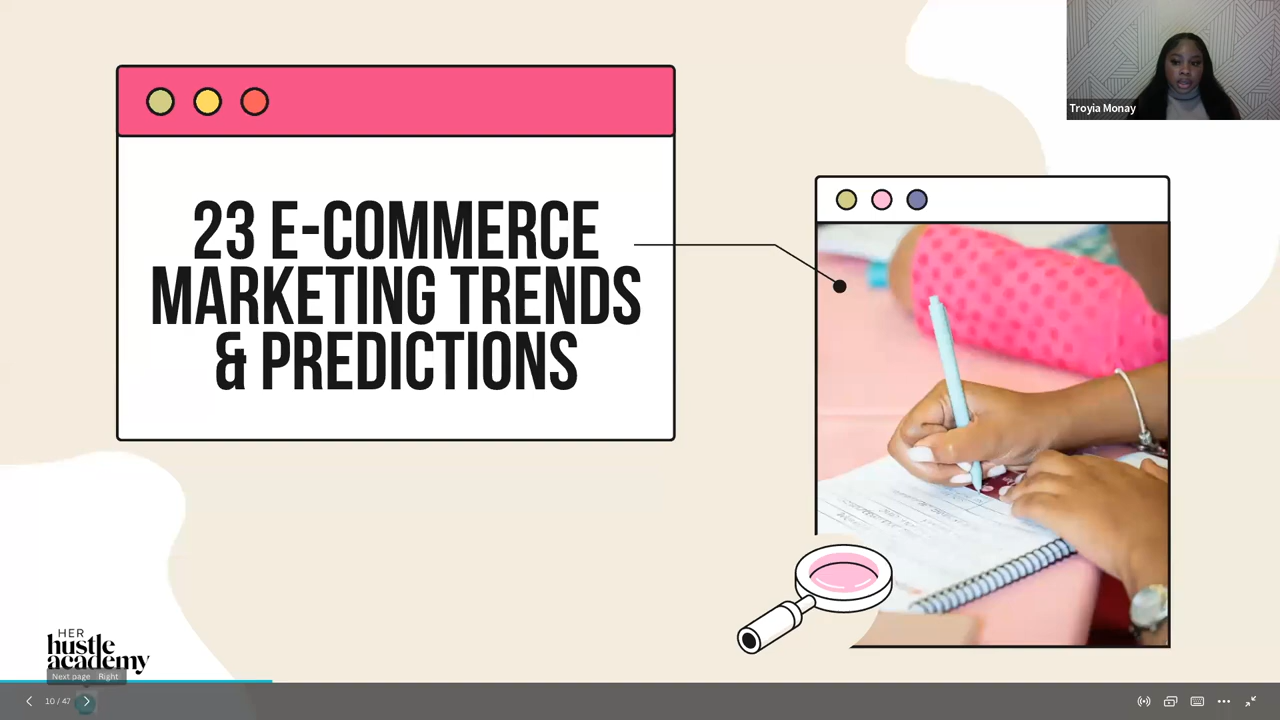 23 E-COMMERCE
MARKETING TRENDS
& PREDICTIONS
Troyia Monay
HER
hustle
academy
Next page Right
10 / 47